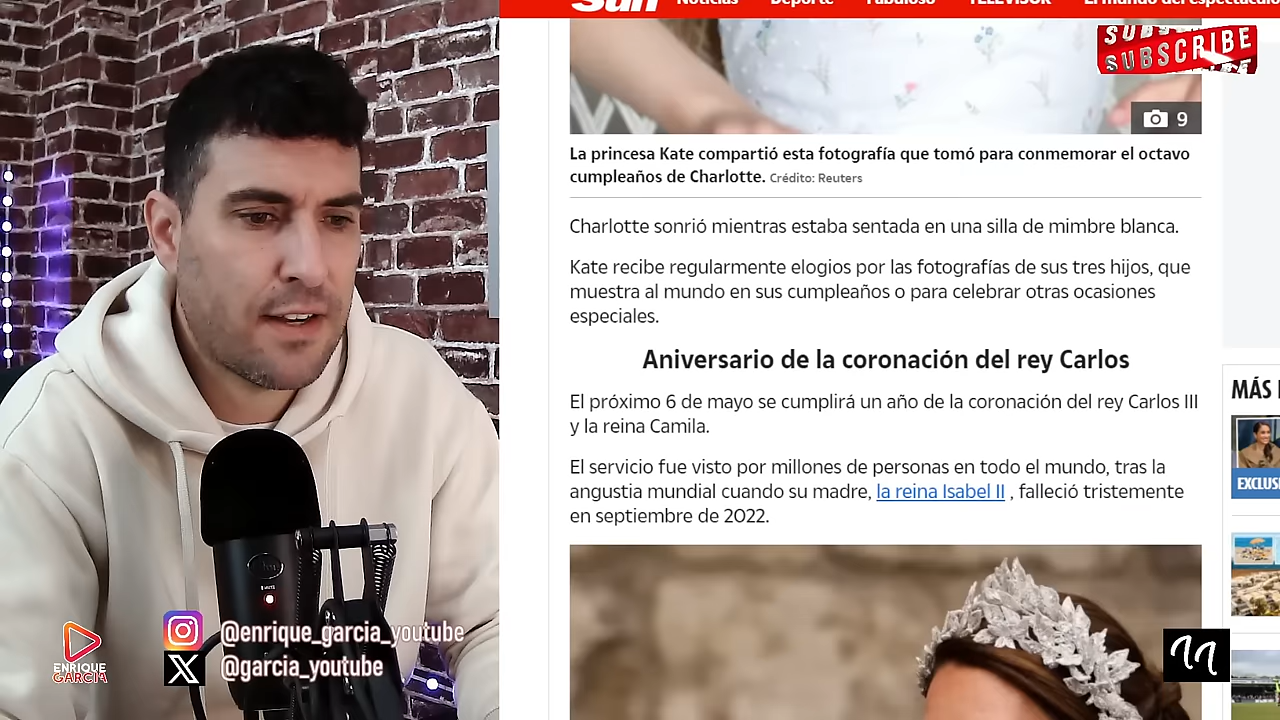 Sun Noticias Deporte Fabuloso TELEVISOR El mundo del espectáculo
SUBSCRIBE
9
La princesa Kate compartió esta fotografía que tomó para conmemorar el octavo
cumpleaños de Charlotte. Crédito: Reuters
Charlotte sonrió mientras estaba sentada en una silla de mimbre blanca.
Kate recibe regularmente elogios por las fotografías de sus tres hijos, que
muestra al mundo en sus cumpleaños o para celebrar otras ocasiones
especiales.
Aniversario de la coronación del rey Carlos
El próximo 6 de mayo se cumplirá un año de la coronación del rey Carlos III
y la reina Camila.
El servicio fue visto por millones de personas en todo el mundo, tras la
angustia mundial cuando su madre, la reina Isabel II , falleció tristemente
en septiembre de 2022.
MÁS
EXCLUS
@enrique_garcia_youtube
@garcia_youtube
ENRIQUE
GARCIA